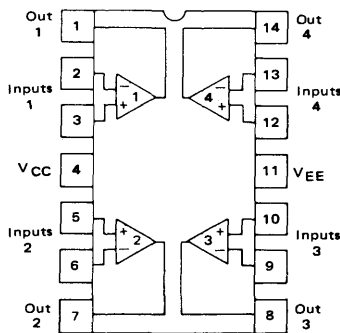 Out 1
1
14
Out 4
2
13
Inputs 1
− +
1
4
− +
Inputs 4
3
12
VCC
4
11
VEE
5
10
Inputs 2
+ −
2
3
+ −
Inputs 3
6
9
Out 2
7
8
Out 3